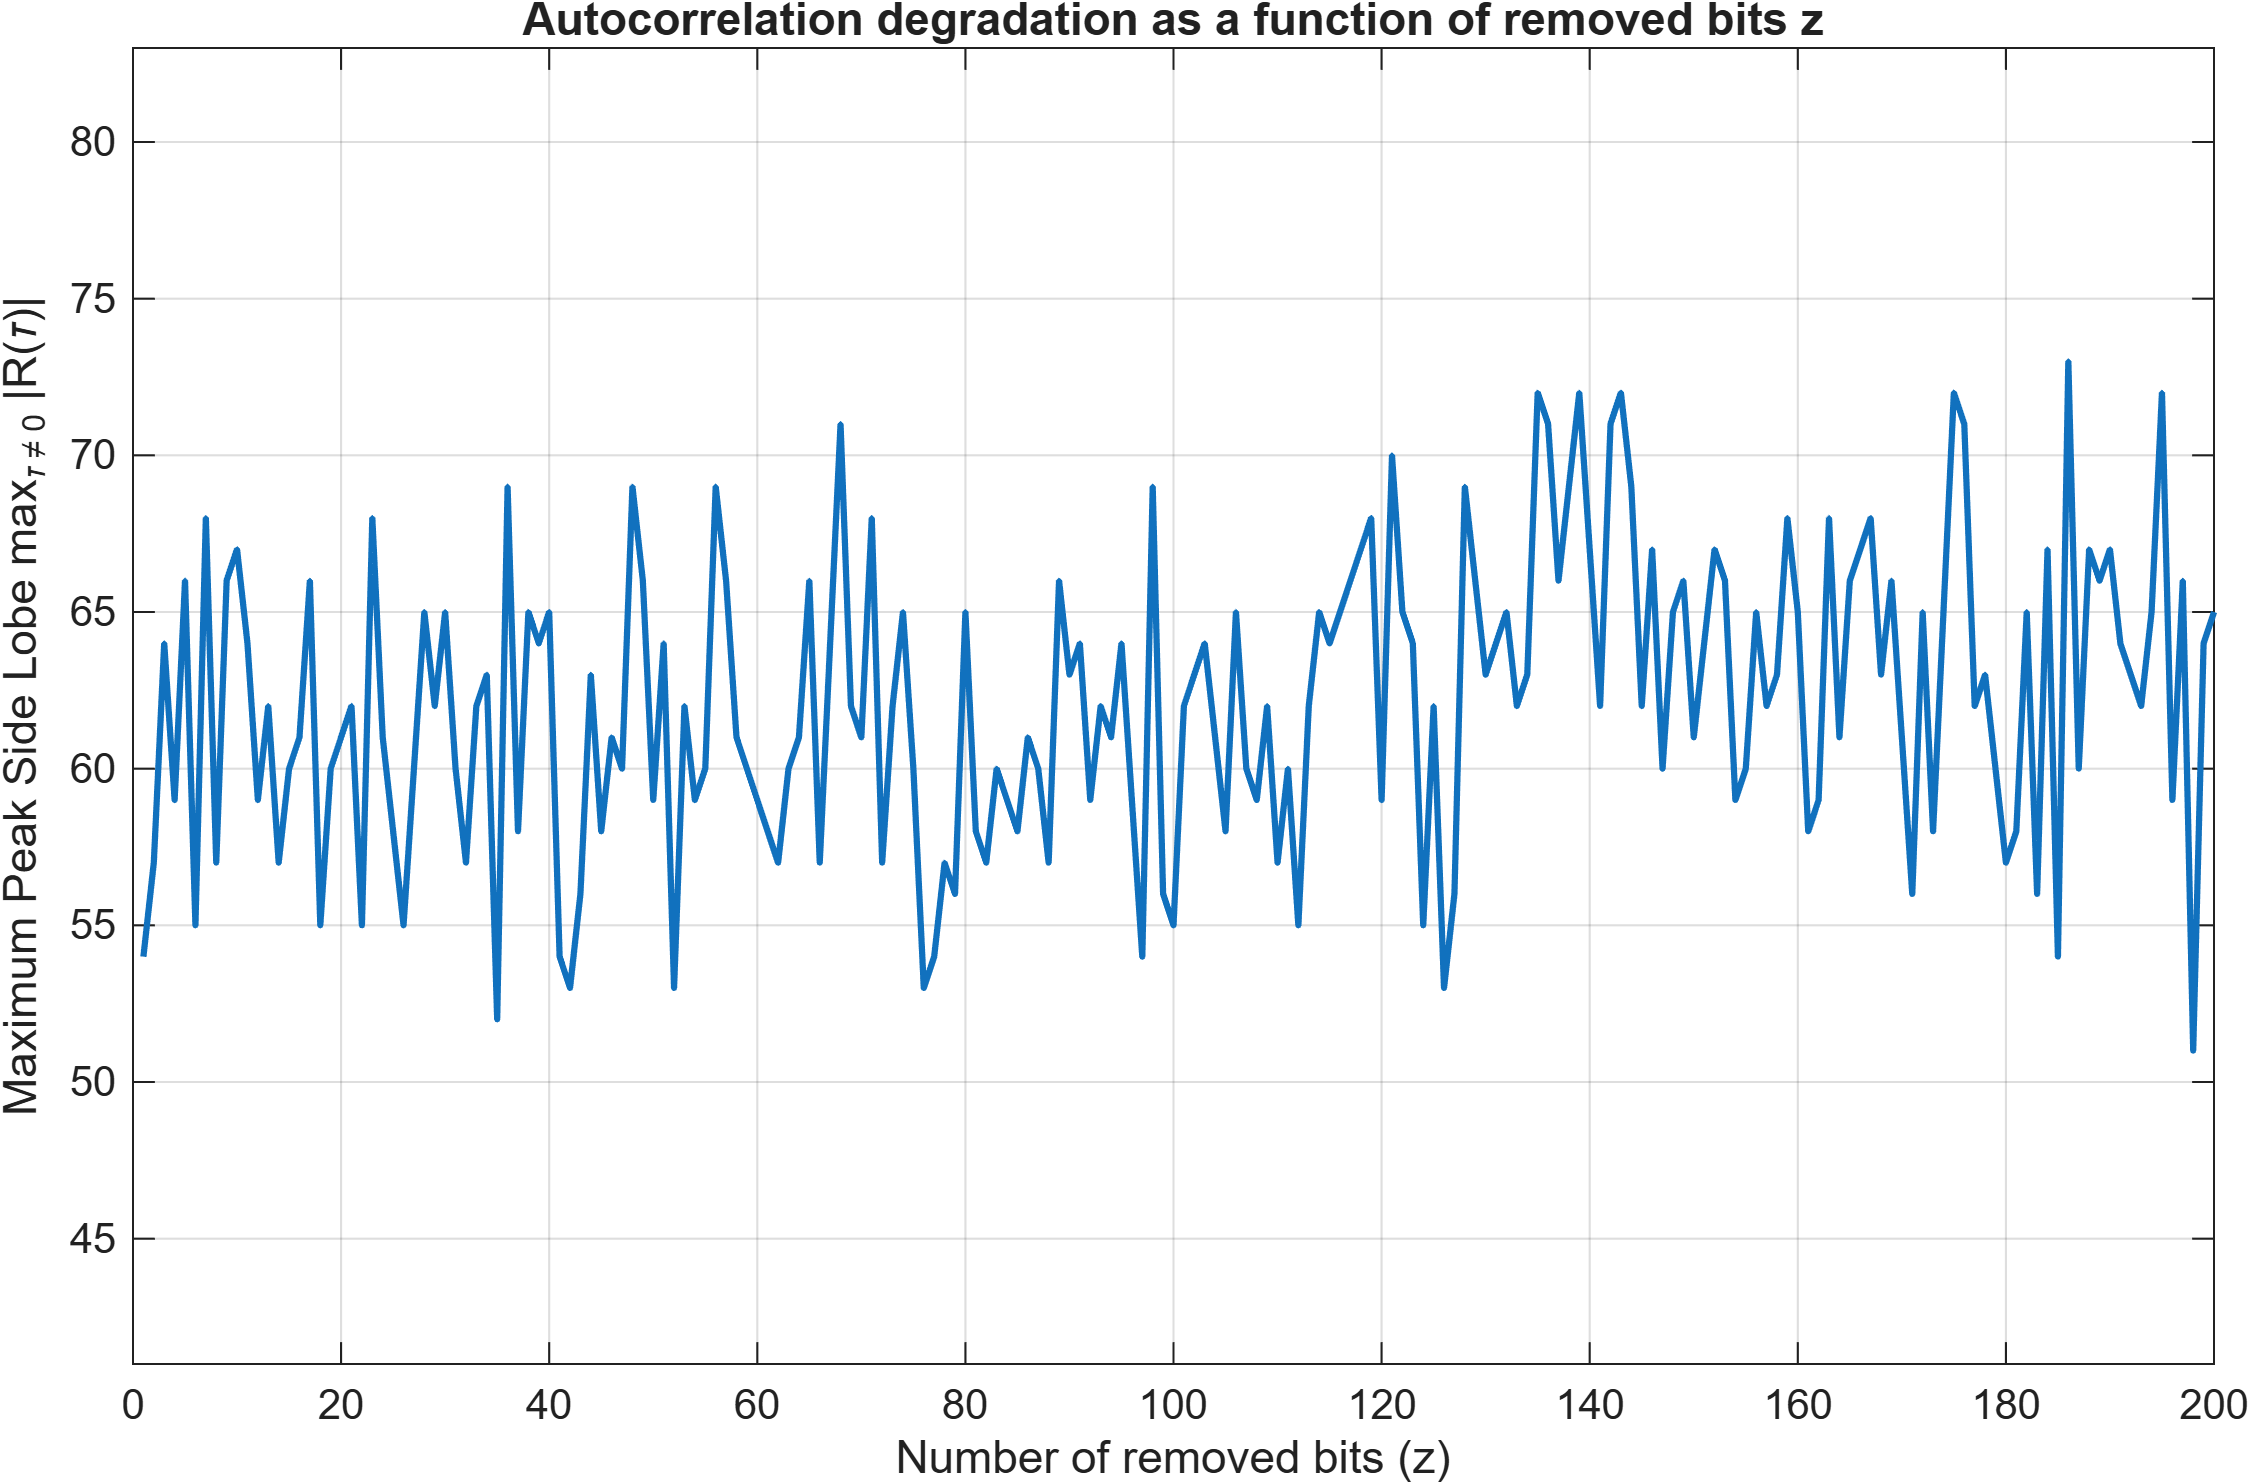 Autocorrelation degradation as a function of removed bits z
Maximum Peak Side Lobe max_{τ ≠ 0} |R(τ)|
80
75
70
65
60
55
50
45
0 20 40 60 80 100 120 140 160 180 200
Number of removed bits (z)